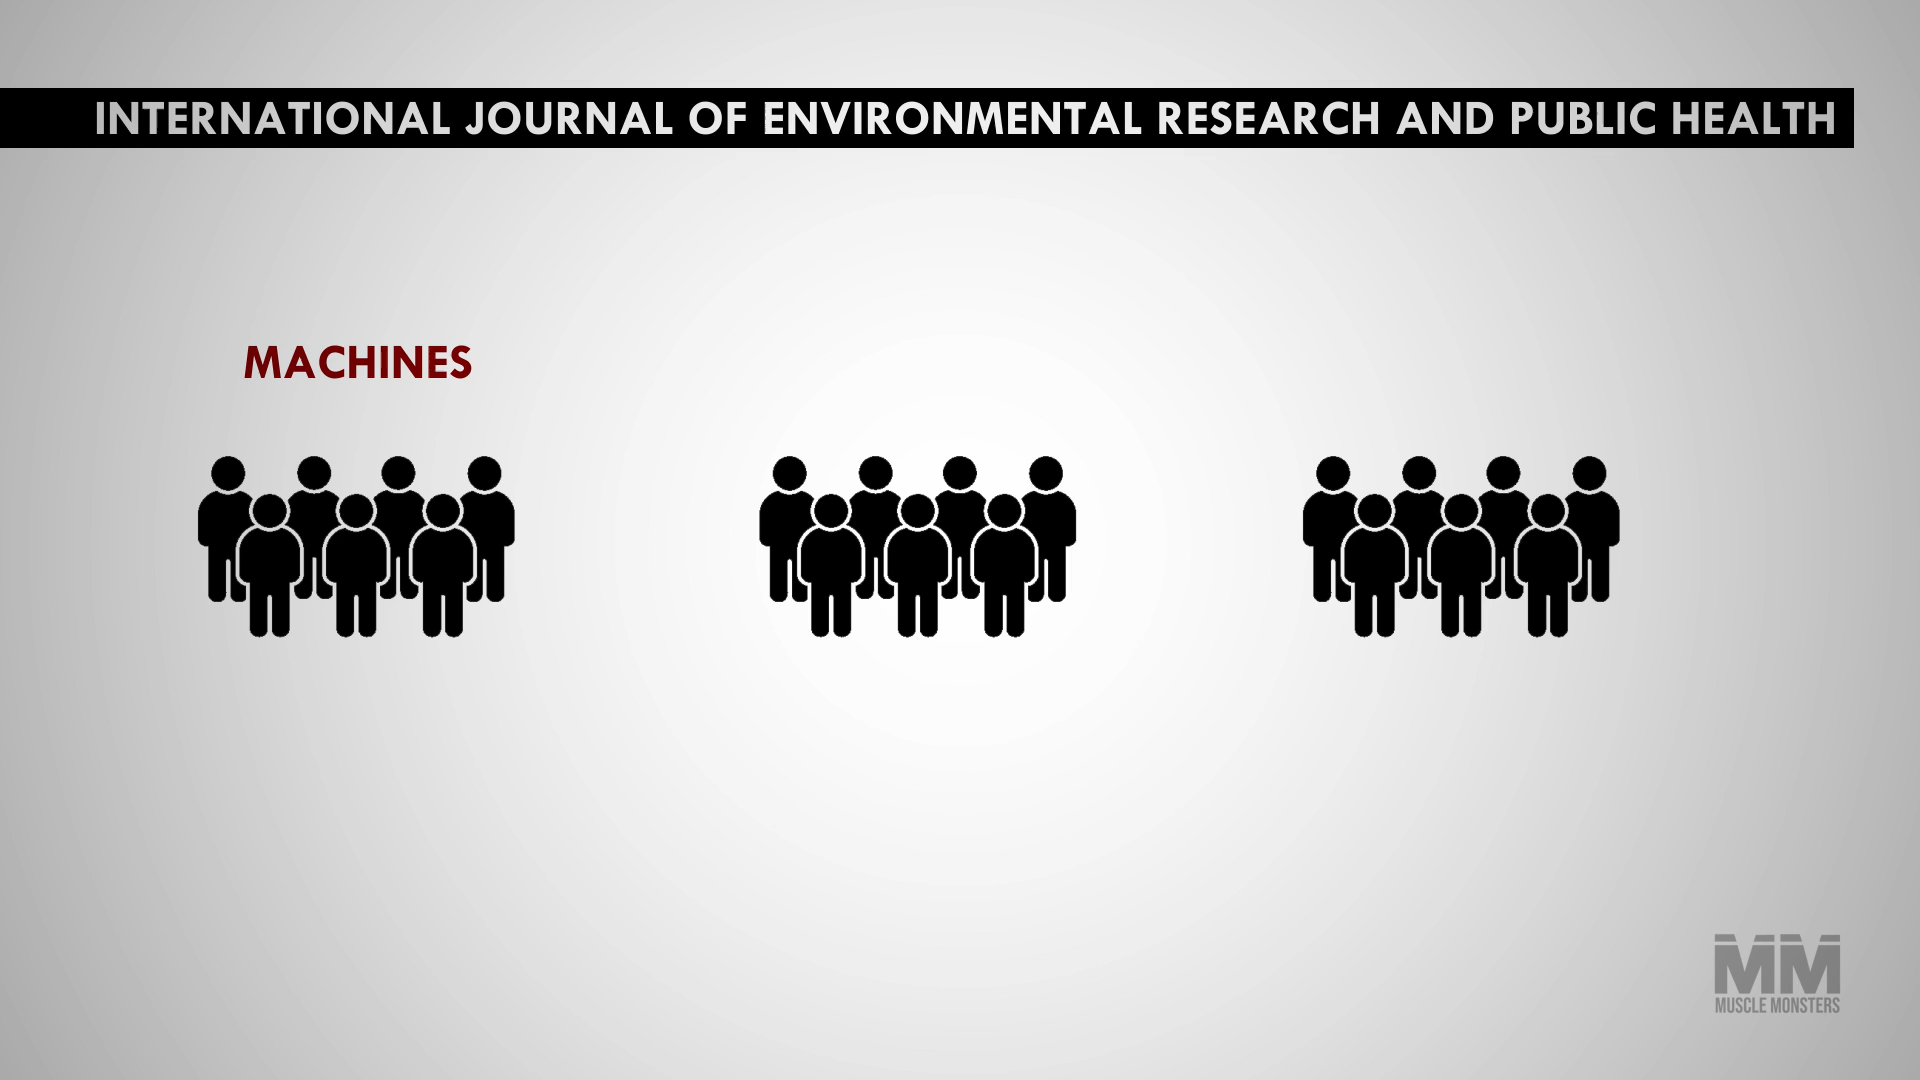 INTERNATIONAL JOURNAL OF ENVIRONMENTAL RESEARCH AND PUBLIC HEALTH
MACHINES
MM
MUSCLE MONSTERS